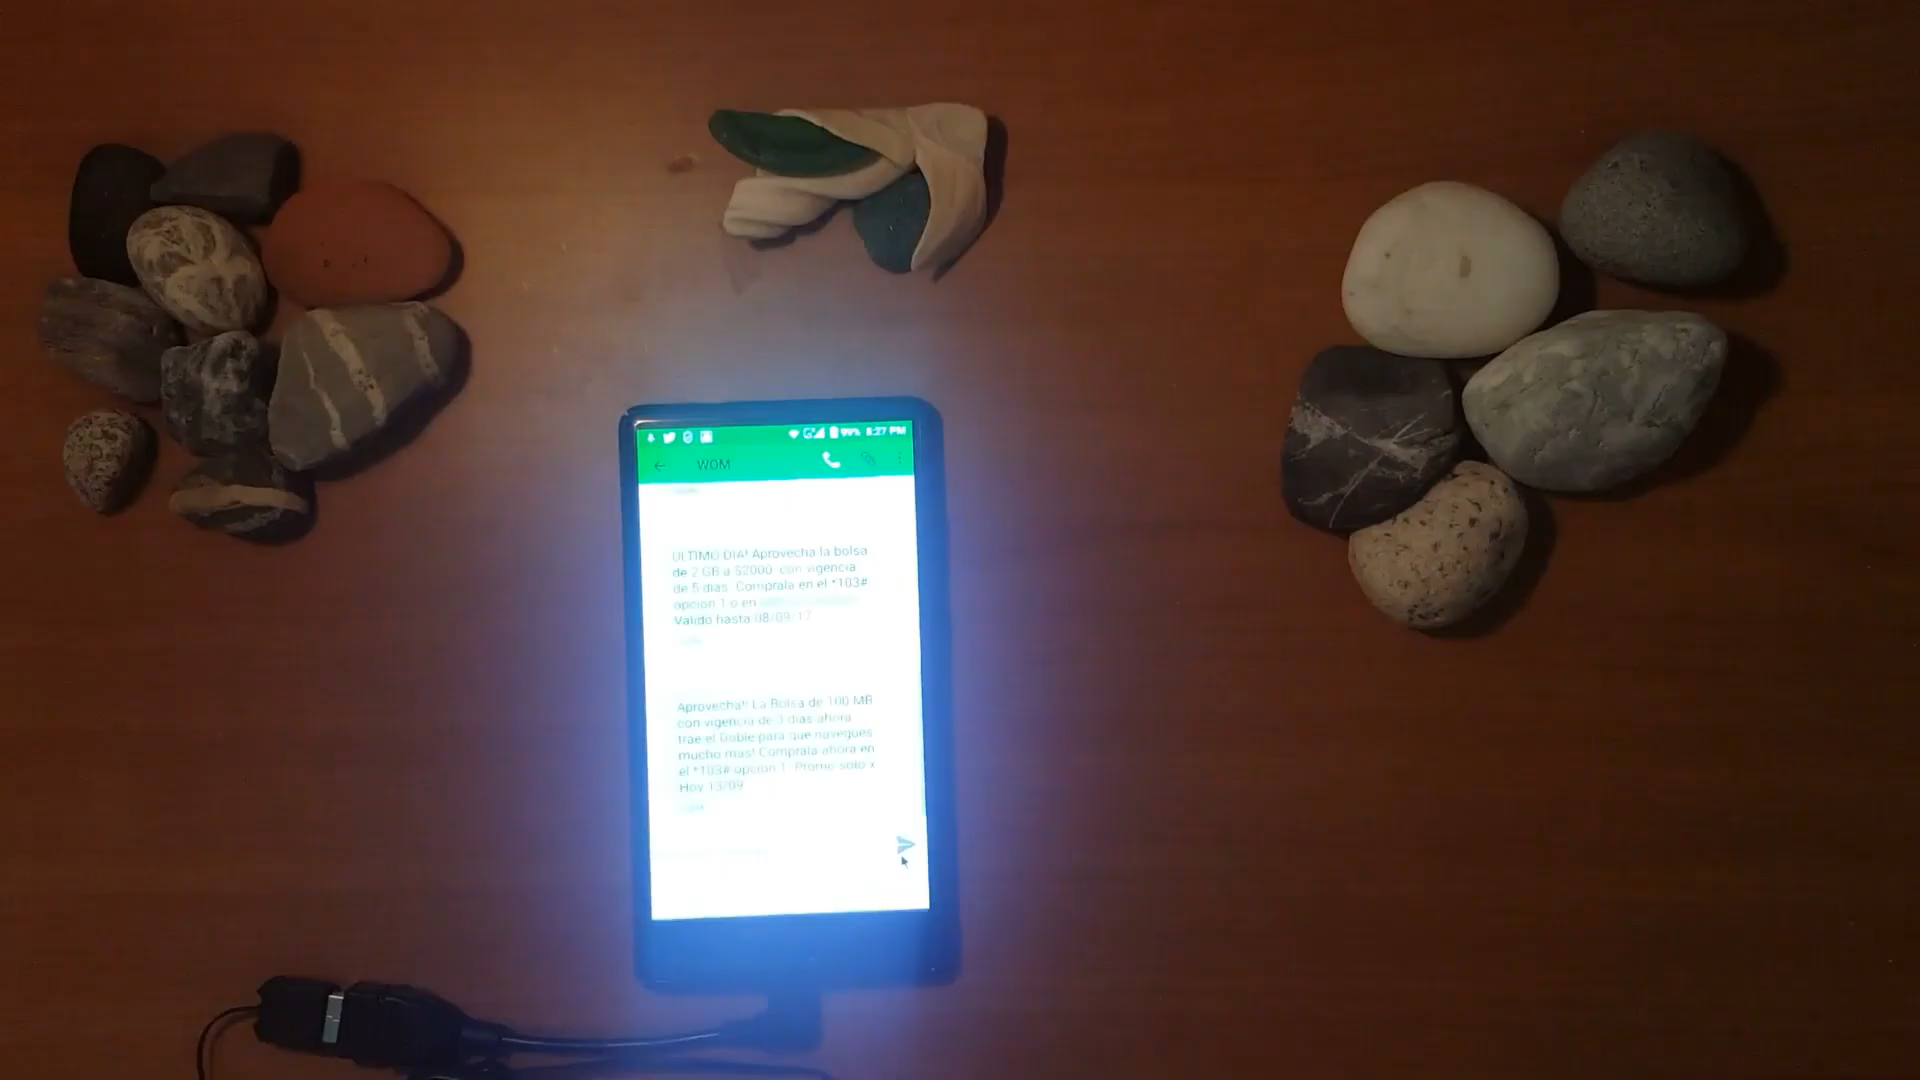 99% 8:27 PM
WOM
ULTIMO DIA! Aprovecha la bolsa
de 2 GB a $2000 con vigencia
de 5 dias. Comprala en el *103#
opcion 1 o en
Valido hasta 08/09/17
Aprovecha!! La Bolsa de 100 MB
con vigencia de 3 dias ahora
trae el Doble para que navegues
mucho mas! Comprala ahora en
el *103# opcion 1. Promo solo x
Hoy 13/09